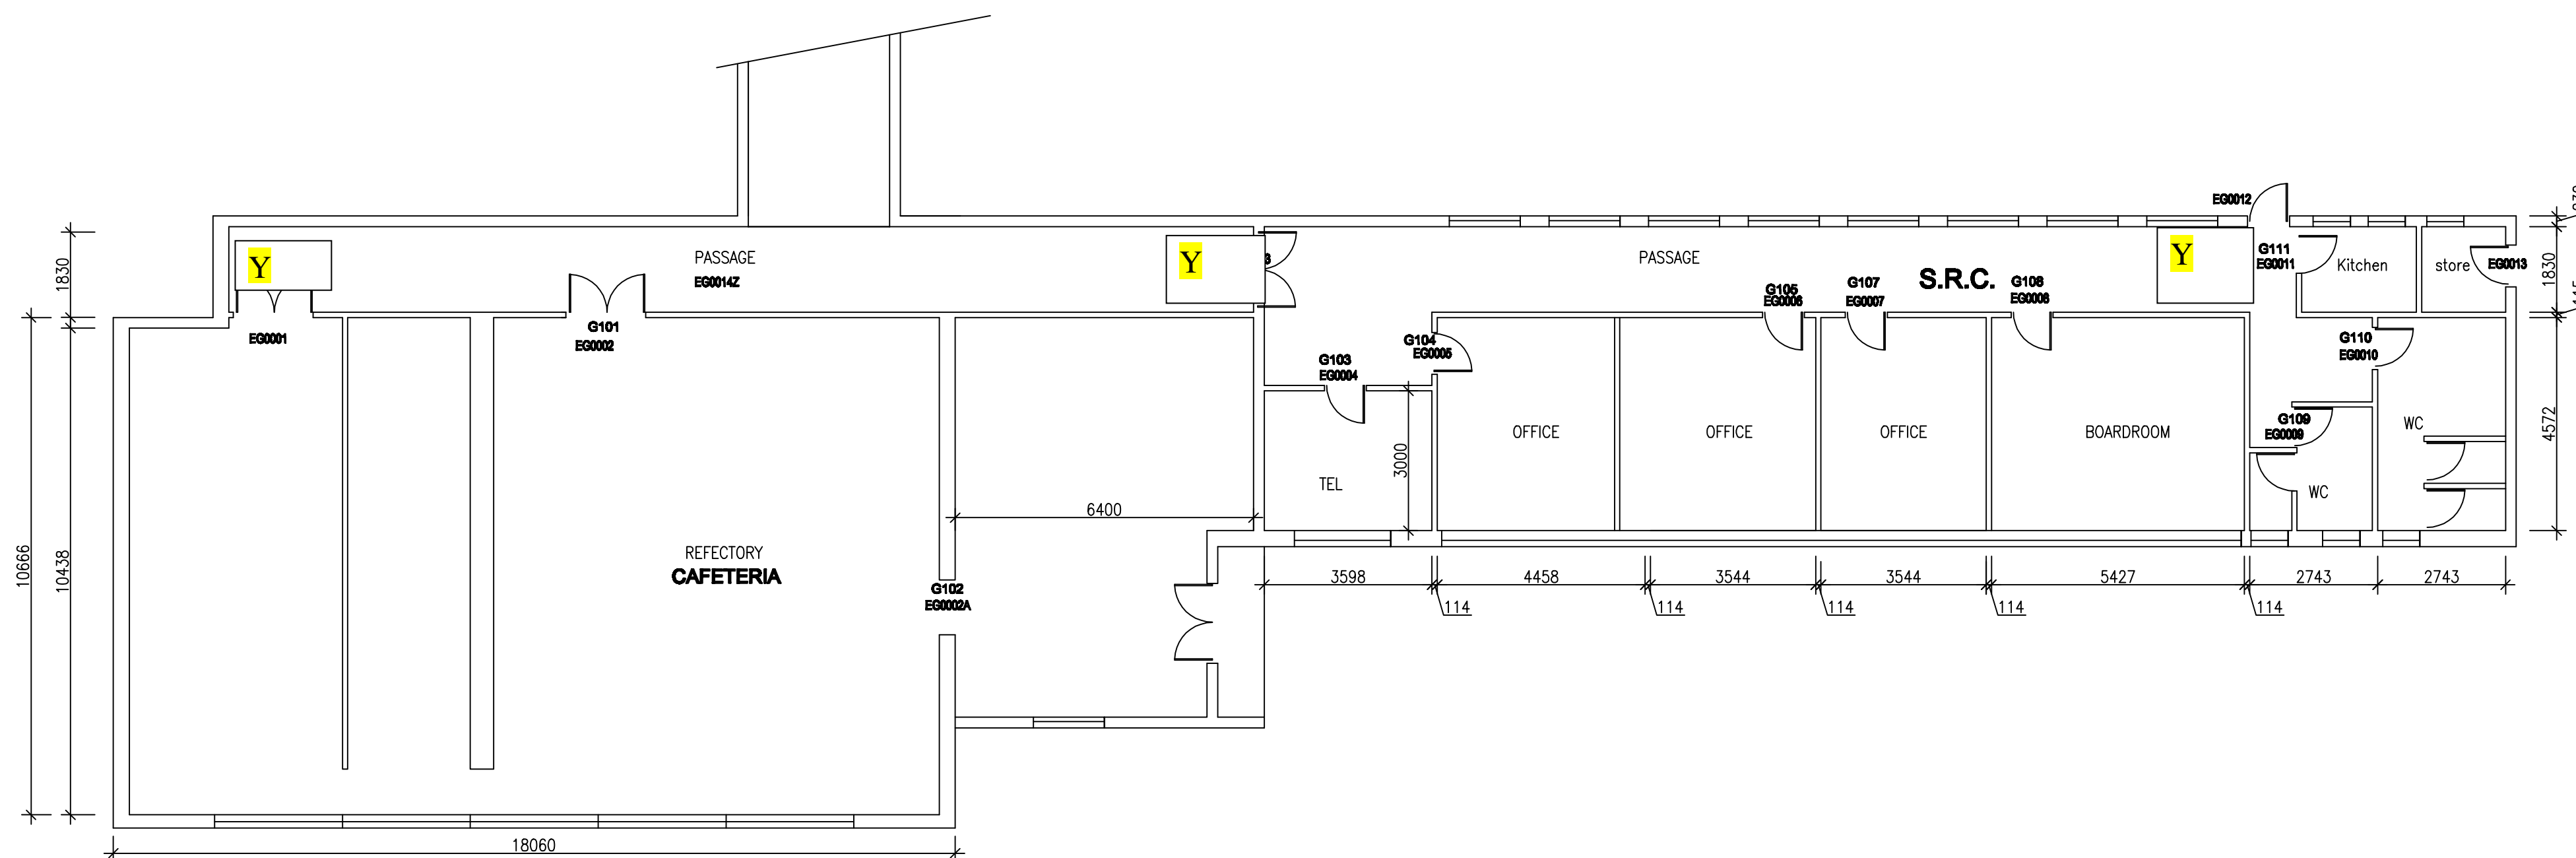 EG0012
Y
PASSAGE
EG0014Z
Y
PASSAGE
S.R.C.
Y
G111
EG0011
Kitchen
store
EG0013
1830
1830
EG0001
G101
EG0002
G103
EG0004
G104
EG0005
G105
EG0006
G107
EG0007
G108
EG0008
G110
EG0010
G109
EG0009
OFFICE
OFFICE
OFFICE
BOARDROOM
WC
4572
3000
TEL
WC
6400
REFECTORY
CAFETERIA
G102
EG0002A
10666
10438
3598
4458
3544
3544
5427
2743
2743
114
114
114
114
114
18060